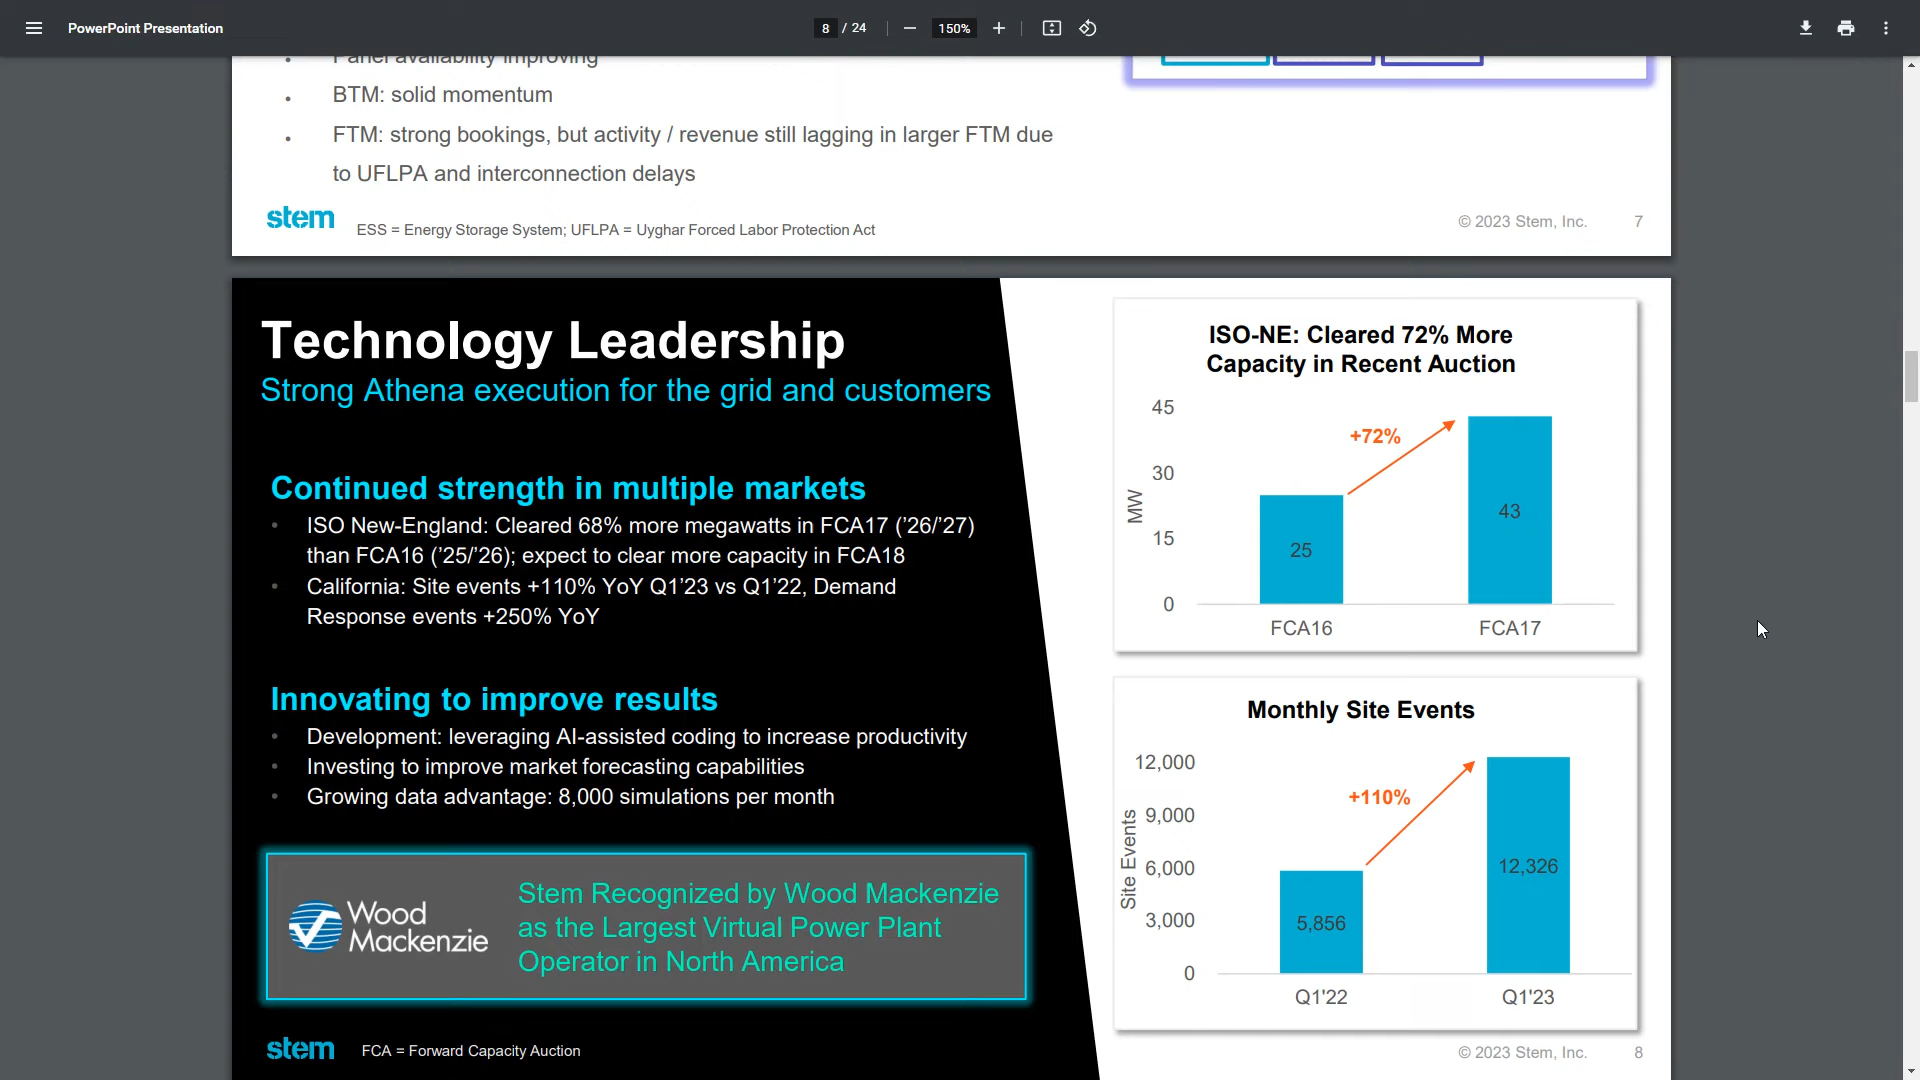 PowerPoint Presentation
8 / 24
150%
Panel availability improving
• BTM: solid momentum
• FTM: strong bookings, but activity / revenue still lagging in larger FTM due
to UFLPA and interconnection delays
stem
ESS = Energy Storage System; UFLPA = Uyghar Forced Labor Protection Act
© 2023 Stem, Inc. 7
Technology Leadership
Strong Athena execution for the grid and customers
Continued strength in multiple markets
• ISO New-England: Cleared 68% more megawatts in FCA17 (’26/’27)
than FCA16 (’25/’26); expect to clear more capacity in FCA18
• California: Site events +110% YoY Q1’23 vs Q1’22, Demand
Response events +250% YoY
Innovating to improve results
• Development: leveraging AI-assisted coding to increase productivity
• Investing to improve market forecasting capabilities
• Growing data advantage: 8,000 simulations per month
Wood
Mackenzie
Stem Recognized by Wood Mackenzie
as the Largest Virtual Power Plant
Operator in North America
stem
FCA = Forward Capacity Auction
ISO-NE: Cleared 72% More
Capacity in Recent Auction
45
30
15
0
MW
+72%
25
43
FCA16
FCA17
Monthly Site Events
12,000
9,000
6,000
3,000
0
Site Events
+110%
5,856
12,326
Q1'22
Q1'23
© 2023 Stem, Inc. 8